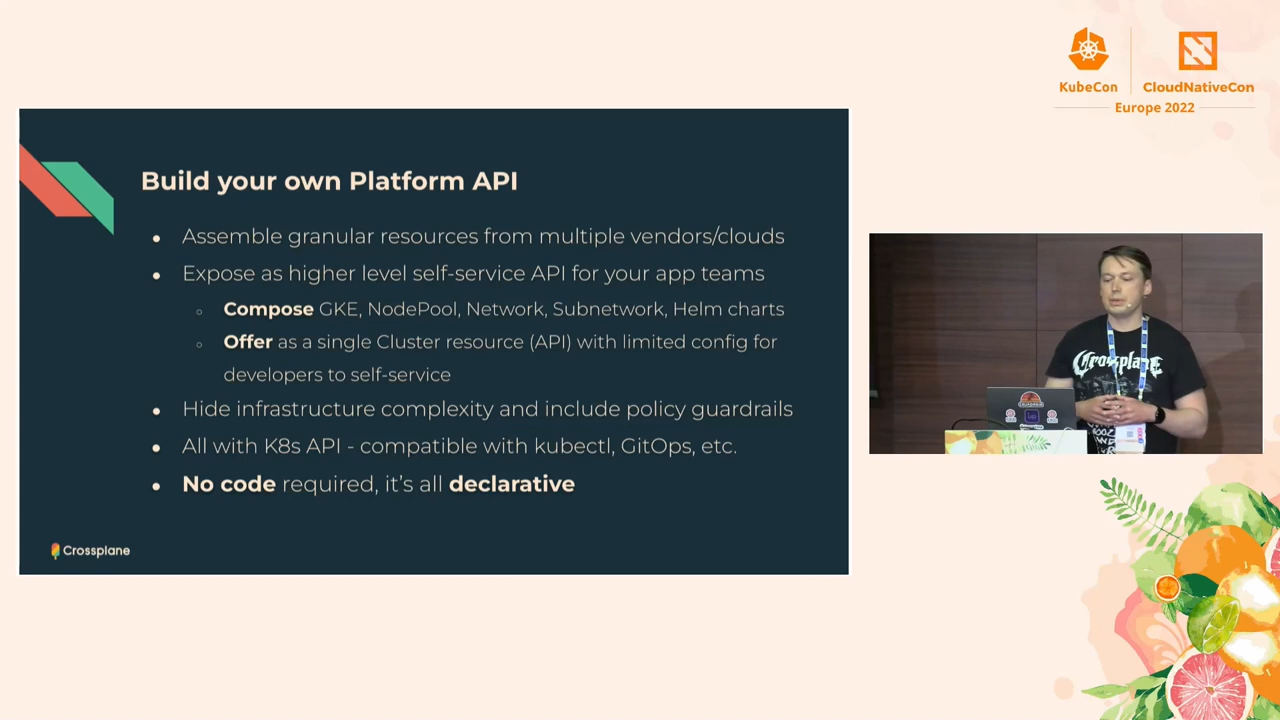 KubeCon
CloudNativeCon
Europe 2022
Build your own Platform API
Assemble granular resources from multiple vendors/clouds
Expose as higher level self-service API for your app teams
Compose GKE, NodePool, Network, Subnetwork, Helm charts
Offer as a single Cluster resource (API) with limited config for
developers to self-service
Hide infrastructure complexity and include policy guardrails
All with K8s API - compatible with kubectl, GitOps, etc.
No code required, it's all declarative
Crossplane
Crossplane